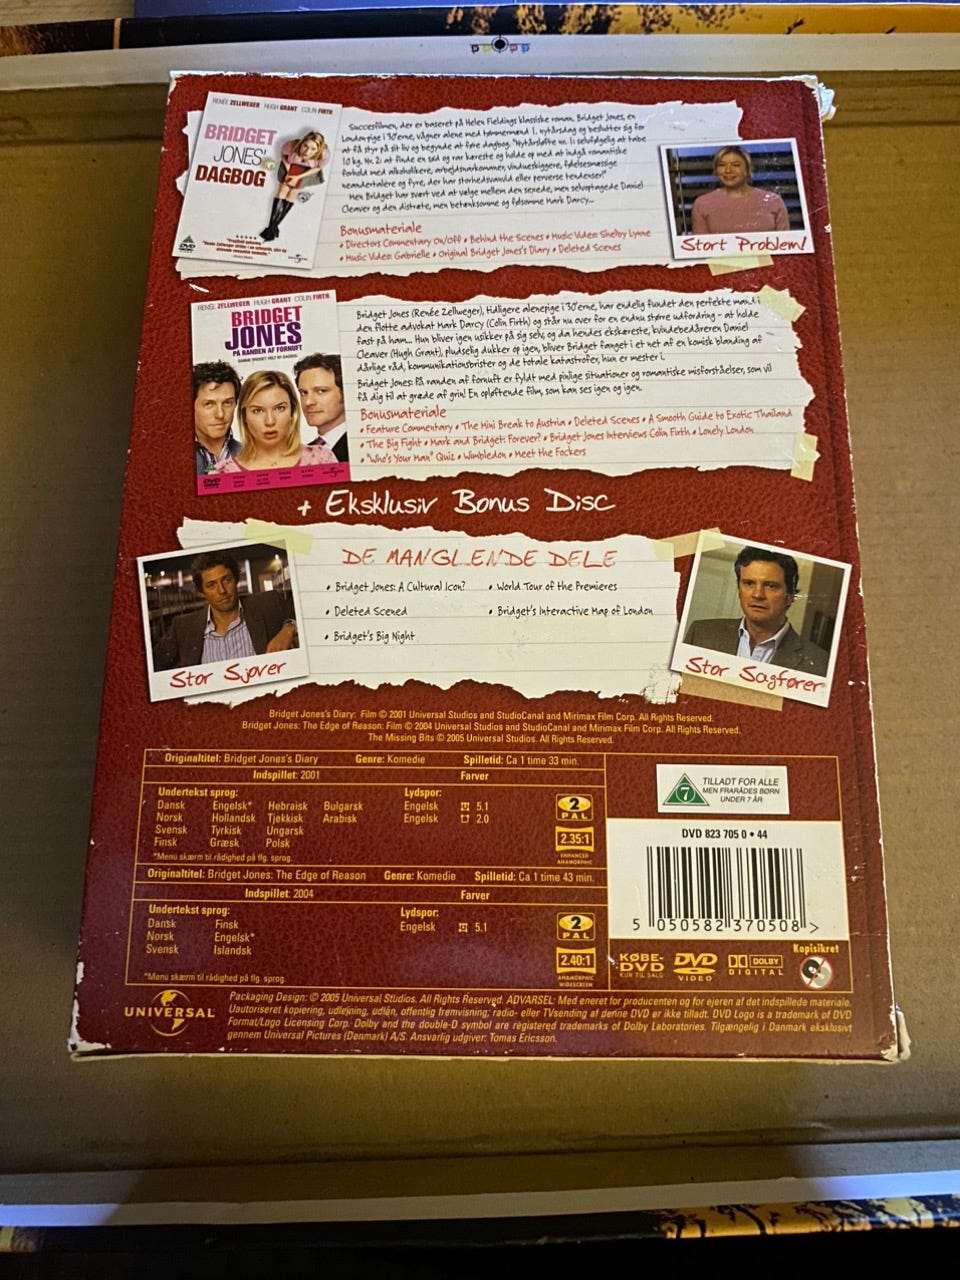 RENÉE ZELLWEGER HUGH GRANT COLIN FIRTH
BRIDGET
JONES'
DAGBOG
DVD
UNIVERSAL
Succesfilmen, der er baseret på Helen Fieldings klassiske roman. Bridget Jones, en
Londonpige i 30'erne, vågner alene med tømmermænd 1. nytårsdag og beslutter sig for
at få styr på sit liv og begynde at føre dagbog. "Nytårsløfte nr. 1: selvfølgelig at tabe
10 kg. Nr. 2: at finde en sød og rar kæreste og holde op med at indgå romantiske
forhold med alkoholikere, arbejdsnarkomaner, vindueskiggere, følelsesmæssige
neandertalere og fyre, der har storhedsvanvid eller perverse tendenser!"
Men Bridget har svært ved at vælge mellem den spræde, men selvoptagede Daniel
Cleaver og den distræte, men betænksomme og følsomme Mark Darcy...
Bonusmateriale
• Directors Commentary On/Off • Behind the Scenes • Music Video: Shelby Lynne
• Music Video: Gabrielle • Original Bridget Jones's Diary • Deleted Scenes
Stort Problem!
RENÉE ZELLWEGER HUGH GRANT COLIN FIRTH
BRIDGET
JONES
PÅ RANDEN AF FORNUFT
SAMME BRIDGET. HELT NY DAGBOG.
DVD
Bridget Jones (Renée Zellweger), tidligere alenepige i 30'erne, har endelig fundet den perfekte mand i
den flotte advokat Mark Darcy (Colin Firth) og står nu over for en endnu større udfordring - at holde
fast på ham... Hun bliver igen usikker på sig selv, og da hendes ekskæreste, kvindebedåreren Daniel
Cleaver (Hugh Grant), pludselig dukker op igen, bliver Bridget fanget i et net af en komisk blanding af
dårlige råd, kommunikationsbrister og de totale katastrofer, hun er mester i.
Bridget Jones: På randen af fornuft er fyldt med pinlige situationer og romantiske misforståelser, som vil
få dig til at græde af grin! En opløftende film, som kan ses igen og igen.
Bonusmateriale
• Feature Commentary • The Mini Break to Austria • Deleted Scenes • A Smooth Guide to Exotic Thailand
• The Big Fight • Mark and Bridget: Forever? • Bridget Jones Interviews Colin Firth • Lonely London
• "Who's Your Man" Quiz • Wimbledon • Meet the Fockers
+ Eksklusiv Bonus Disc
DE MANGLENDE DELE
• Bridget Jones: A Cultural Icon? • World Tour of the Premieres
• Deleted Scened • Bridget's Interactive Map of London
• Bridget's Big Night
Stor Sjover
Stor Sagfører
Bridget Jones's Diary: Film © 2001 Universal Studios and StudioCanal and Mirimax Film Corp. All Rights Reserved.
Bridget Jones: The Edge of Reason: Film © 2004 Universal Studios and StudioCanal and Mirimax Film Corp. All Rights Reserved.
The Missing Bits © 2005 Universal Studios. All Rights Reserved.
Originaltitel: Bridget Jones's Diary Genre: Komedie Spilletid: Ca 1 time 33 min.
Indspillet: 2001 Farver
Undertekst sprog: Lydspor:
Dansk Engelsk* Hebraisk Bulgarsk Engelsk 5.1
Norsk Hollandsk Tjekkisk Arabisk Engelsk 2.0
Svensk Tyrkisk Ungarsk
Finsk Græsk Polsk
*Menu skærm til rådighed på flg. sprog.
2
PAL
2.35:1
ENHANCED
ANAMORPHIC
Originaltitel: Bridget Jones: The Edge of Reason Genre: Komedie Spilletid: Ca 1 time 43 min.
Indspillet: 2004 Farver
Undertekst sprog: Lydspor:
Dansk Finsk Engelsk 5.1
Norsk Engelsk*
Svensk Islandsk
*Menu skærm til rådighed på flg. sprog.
2
PAL
2.40:1
ANAMORPHIC
WIDESCREEN
7
TILLADT FOR ALLE
MEN FRARÅDES BØRN
UNDER 7 ÅR
DVD 823 705 0 • 44
5 050582 370508 >
KØBE-
DVD
KUN TIL SALG
DVD
VIDEO
DOLBY
DIGITAL
Kopisikret
UNIVERSAL
Packaging Design: © 2005 Universal Studios. All Rights Reserved. ADVARSEL: Med eneret for producenten og for ejeren af det indspillede materiale.
Uautoriseret kopiering, udlejning, udlån, offentlig fremvisning, radio- eller TVsending af denne DVD er ikke tilladt. DVD Logo is a trademark of DVD
Format/Logo Licensing Corp. Dolby and the double-D symbol are registered trademarks of Dolby Laboratories. Tilgængelig i Danmark eksklusivt
gennem Universal Pictures (Denmark) A/S. Ansvarlig udgiver: Tomas Ericsson.